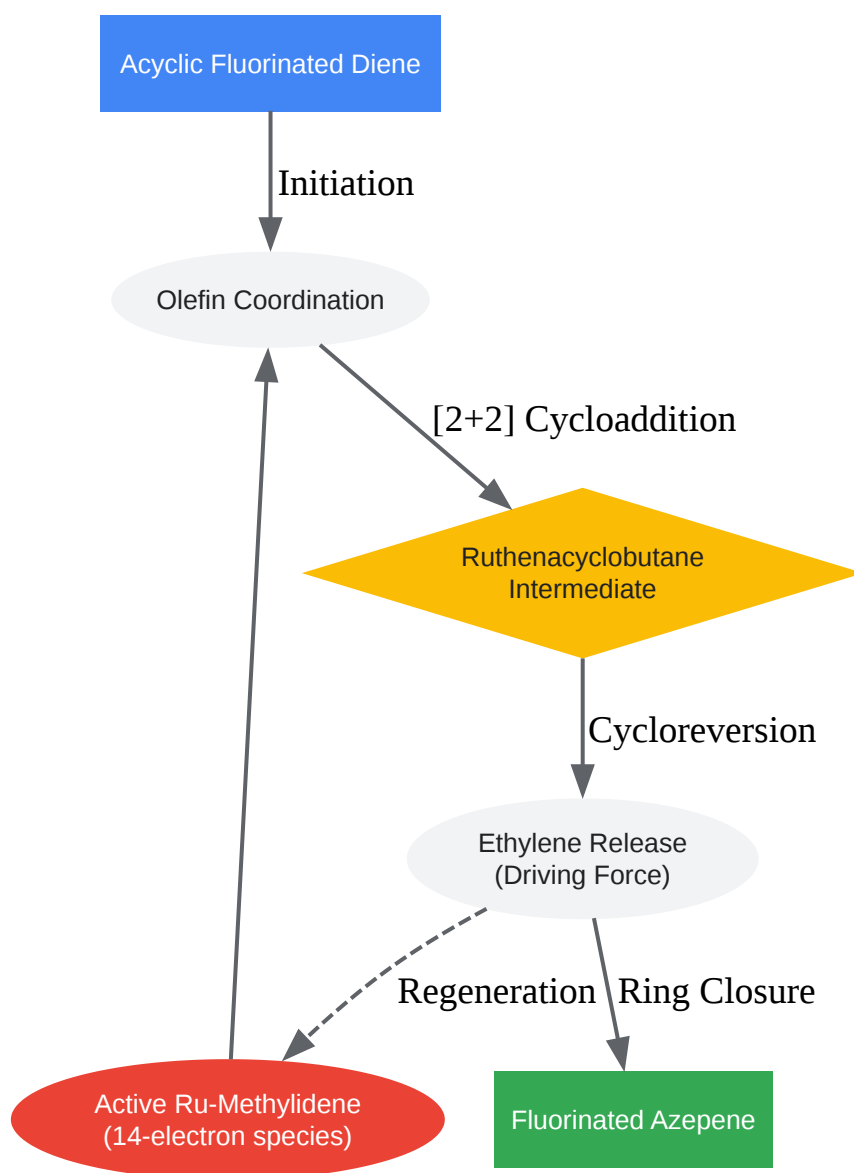 Acyclic Fluorinated Diene
Initiation
Olefin Coordination
[2+2] Cycloaddition
Ruthenacyclobutane
Intermediate
Cycloreversion
Ethylene Release
(Driving Force)
Regeneration
Ring Closure
Active Ru-Methylidene
(14-electron species)
Fluorinated Azepene